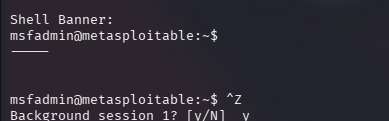 Shell Banner:
msfadmin@metasploitable:~$
-----
msfadmin@metasploitable:~$ ^Z
Background session 1? [y/N]  y